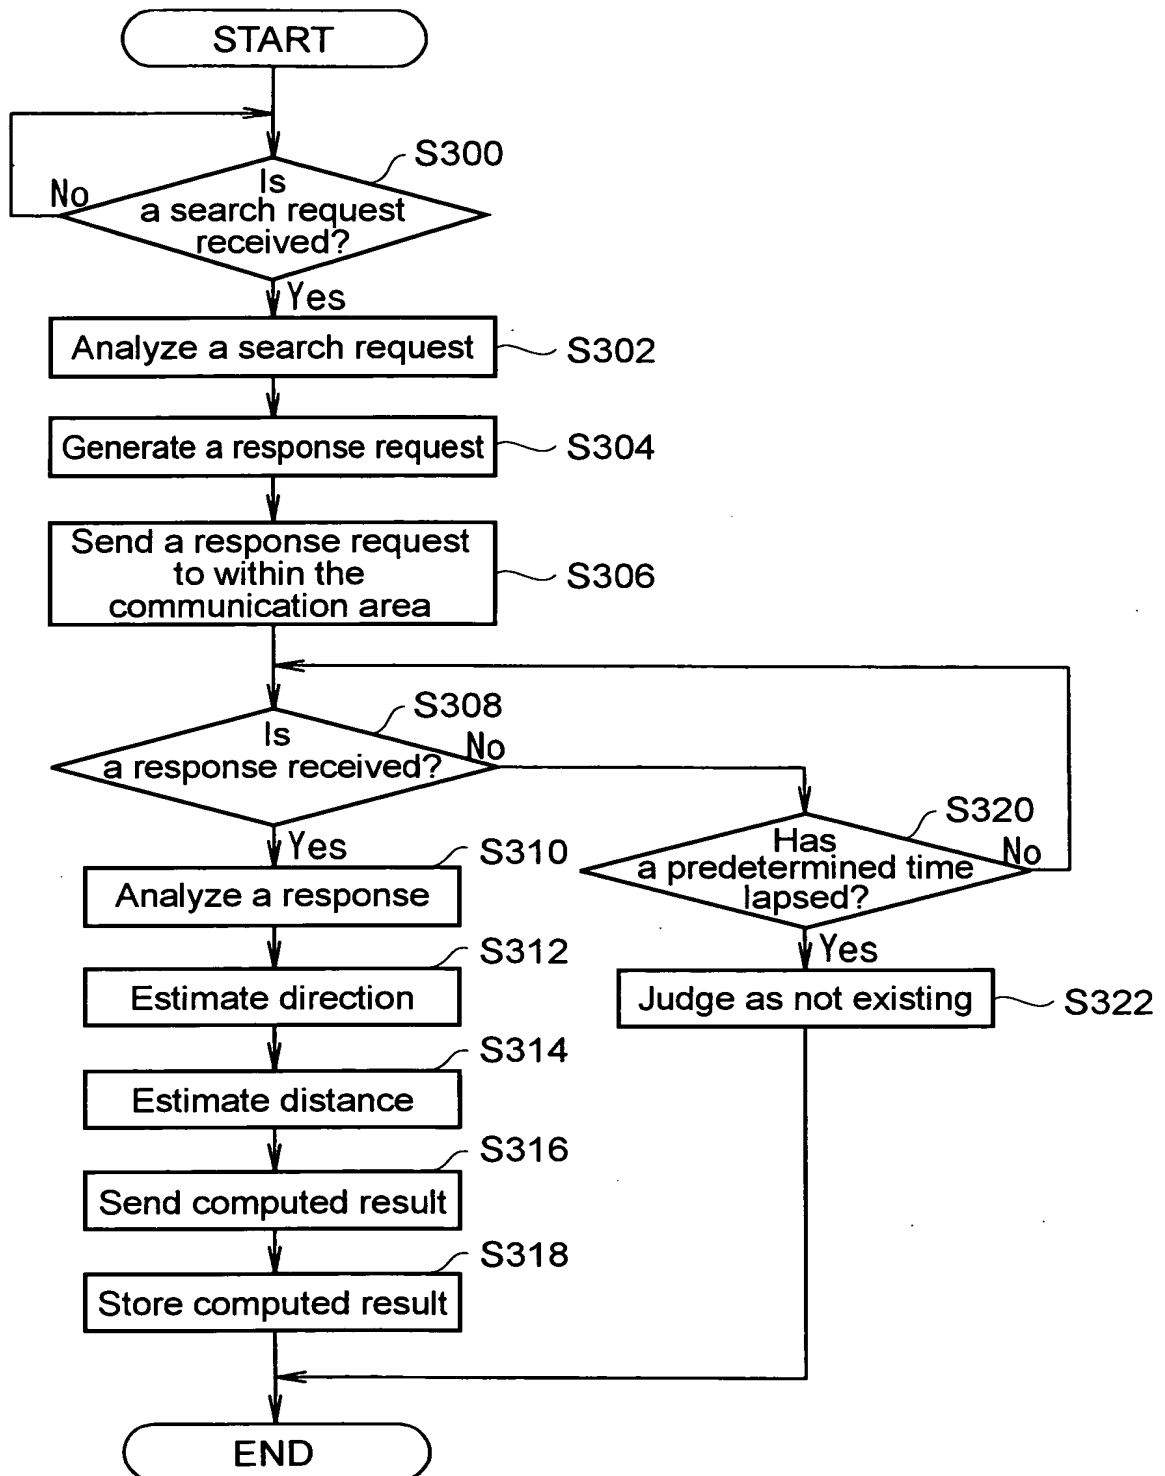 START
S300
No
Is
a search request
received?
Yes
Analyze a search request
S302
Generate a response request
S304
Send a response request
to within the
communication area
S306
S308
Is
a response received?
No
S320
Has
a predetermined time
lapsed?
No
Yes
S310
Analyze a response
Yes
S312
Estimate direction
Judge as not existing
S322
S314
Estimate distance
S316
Send computed result
S318
Store computed result
END